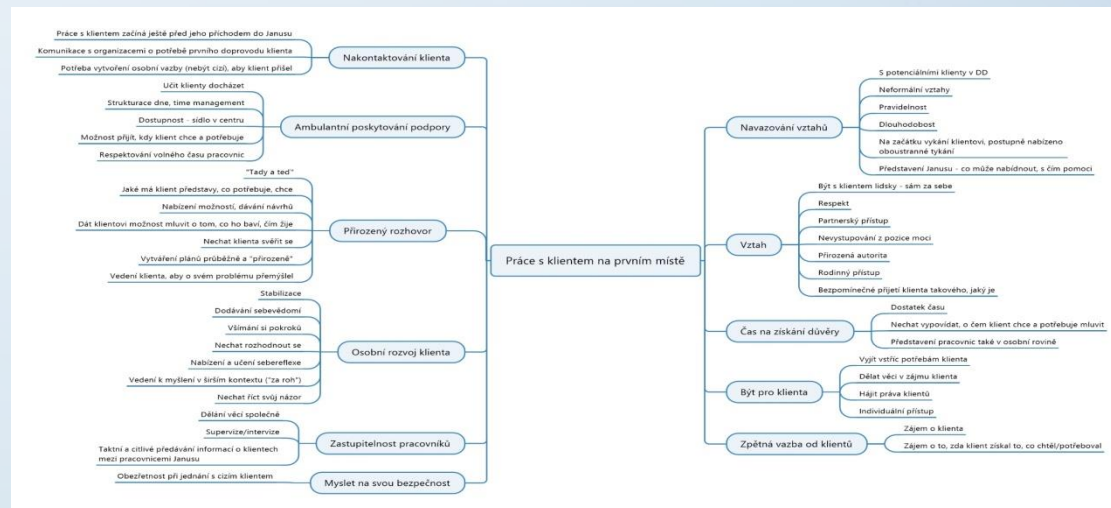 Práce s klientem na prvním místě
Nakontaktování klienta
Práce s klientem začíná ještě před jeho příchodem do Janusu
Komunikace s organizacemi o potřebě prvního doprovodu klienta
Potřeba vytvoření osobní vazby (nebýt cizí), aby klient přišel
Ambulantní poskytování podpory
Učit klienty docházet
Strukturace dne, time management
Dostupnost - sídlo v centru
Možnost přijít, kdy klient chce a potřebuje
Respektování volného času pracovnic
Přirozený rozhovor
"Tady a teď"
Jaké má klient představy, co potřebuje, chce
Nabízení možností, dávání návrhů
Dát klientovi možnost mluvit o tom, co ho baví, čím žije
Nechat klienta svěřit se
Vytváření plánů průběžně a "přirozeně"
Vedení klienta, aby o svém problému přemýšlel
Osobní rozvoj klienta
Stabilizace
Dodávání sebevědomí
Všímání si pokroků
Nechat rozhodnout se
Nabízení a učení sebereflexe
Vedení k myšlení v širším kontextu ("za roh")
Nechat říct svůj názor
Zastupitelnost pracovníků
Dělání věcí společně
Supervize/intervize
Taktní a citlivé předávání informací o klientech
mezi pracovnicemi Janusu
Myslet na svou bezpečnost
Obezřetnost při jednání s cizím klientem
Navazování vztahů
S potenciálními klienty v DD
Neformální vztahy
Pravidelnost
Dlouhodobost
Na začátku vykání klientovi, postupně nabízeno
oboustranné tykání
Představení Janusu - co může nabídnout, s čím pomoci
Vztah
Být s klientem lidsky - sám za sebe
Respekt
Partnerský přístup
Nevystupování z pozice moci
Přirozená autorita
Rodinný přístup
Bezpomínečné přijetí klienta takového, jaký je
Čas na získání důvěry
Dostatek času
Nechat vypovídat, o čem klient chce a potřebuje mluvit
Představení pracovnic také v osobní rovině
Být pro klienta
Vyjít vstříc potřebám klienta
Dělat věci v zájmu klienta
Hájit práva klientů
Individuální přístup
Zpětná vazba od klientů
Zájem o klienta
Zájem o to, zda klient získal to, co chtěl/potřeboval